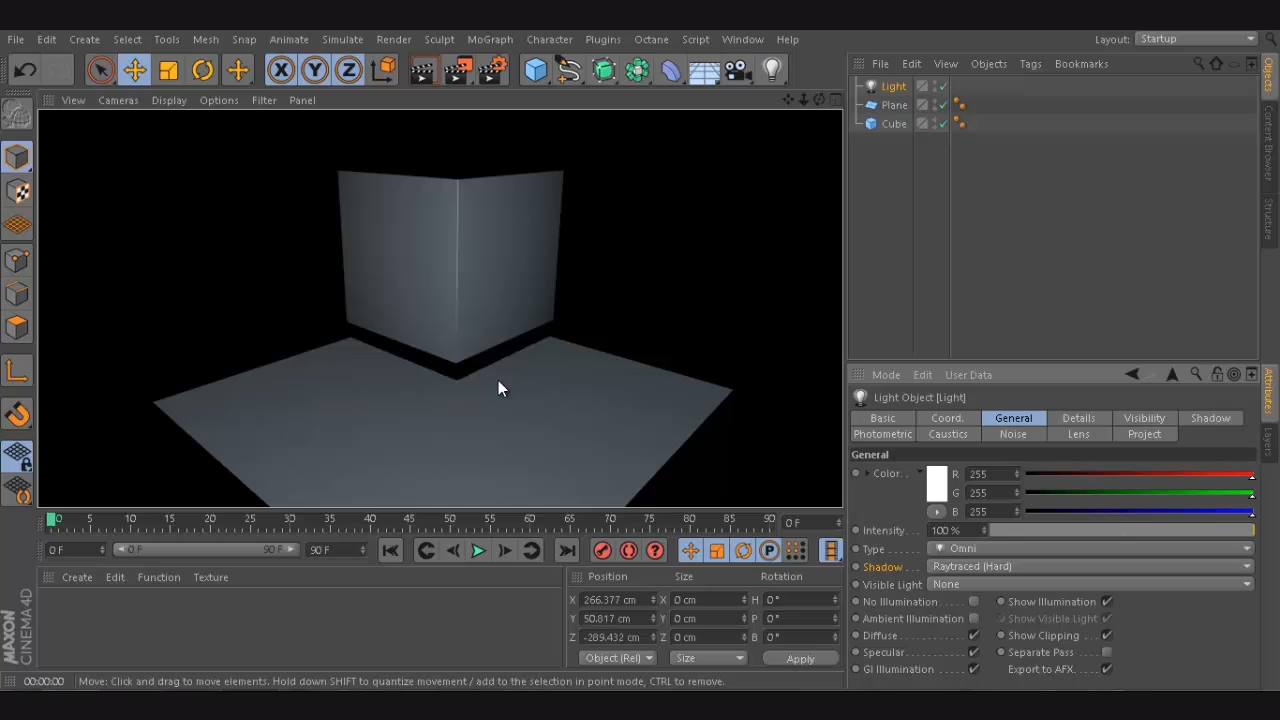 File Edit Create Select Tools Mesh Snap Animate Simulate Render Sculpt MoGraph Character Plugins Octane Script Window Help Layout: Startup
X Y Z
View Cameras Display Options Filter Panel
File Edit View Objects Tags Bookmarks
Light
Plane
Cube
Objects
Content Browser
Structure
Attributes
Layers
Mode Edit User Data
Light Object [Light]
Basic Coord. General Details Visibility Shadow
Photometric Caustics Noise Lens Project
General
Color. . R 255
G 255
B 255
Intensity. . . . 100 %
Type . . . . . Omni
Shadow . . . Raytraced (Hard)
Visible Light . None
No Illumination. . . . . Show Illumination
Ambient Illumination Show Visible Light
Diffuse . . . . . . . . . . Show Clipping
Specular. . . . . . . . . Separate Pass
GI Illumination . . . . . Export to AFX.
0 5 10 15 20 25 30 35 40 45 50 55 60 65 70 75 80 85 90 0 F
0 F 0 F 90 F 90 F
P
Create Edit Function Texture
Position Size Rotation
X 266.377 cm X 0 cm H 0 °
Y 50.817 cm Y 0 cm P 0 °
Z -289.432 cm Z 0 cm B 0 °
Object (Rel) Size Apply
MAXON
CINEMA 4D
00:00:00 Move: Click and drag to move elements. Hold down SHIFT to quantize movement / add to the selection in point mode, CTRL to remove.